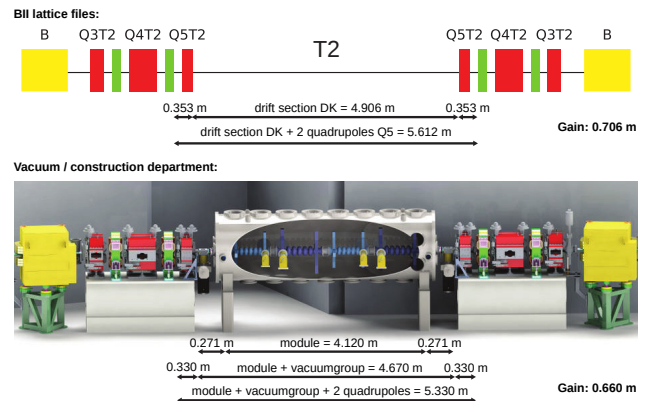 BII lattice files:
B Q3T2 Q4T2 Q5T2 T2 Q5T2 Q4T2 Q3T2 B
0.353 m drift section DK = 4.906 m 0.353 m
drift section DK + 2 quadrupoles Q5 = 5.612 m
Gain: 0.706 m
Vacuum / construction department:
0.271 m module = 4.120 m 0.271 m
0.330 m module + vacuumgroup = 4.670 m 0.330 m
module + vacuumgroup + 2 quadrupoles = 5.330 m
Gain: 0.660 m